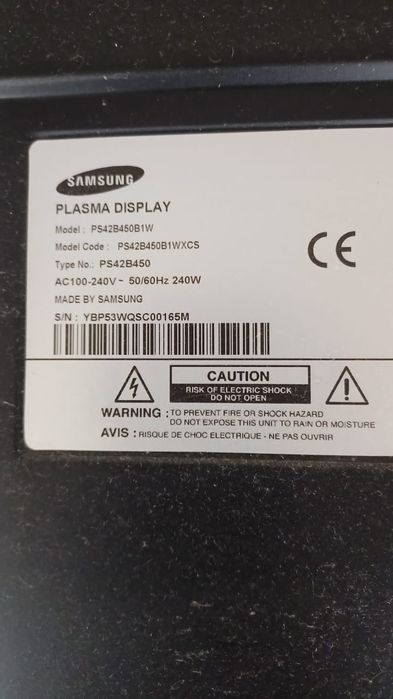 SAMSUNG
PLASMA DISPLAY
Model : PS42B450B1W
Model Code : PS42B450B1WXCS
Type No.: PS42B450
AC100-240V~ 50/60Hz 240W
MADE BY SAMSUNG
S/N : YBP53WQSC00165M
CE
CAUTION
RISK OF ELECTRIC SHOCK
DO NOT OPEN
WARNING : TO PREVENT FIRE OR SHOCK HAZARD
DO NOT EXPOSE THIS UNIT TO RAIN OR MOISTURE
AVIS : RISQUE DE CHOC ELECTRIQUE - NE PAS OUVRIR